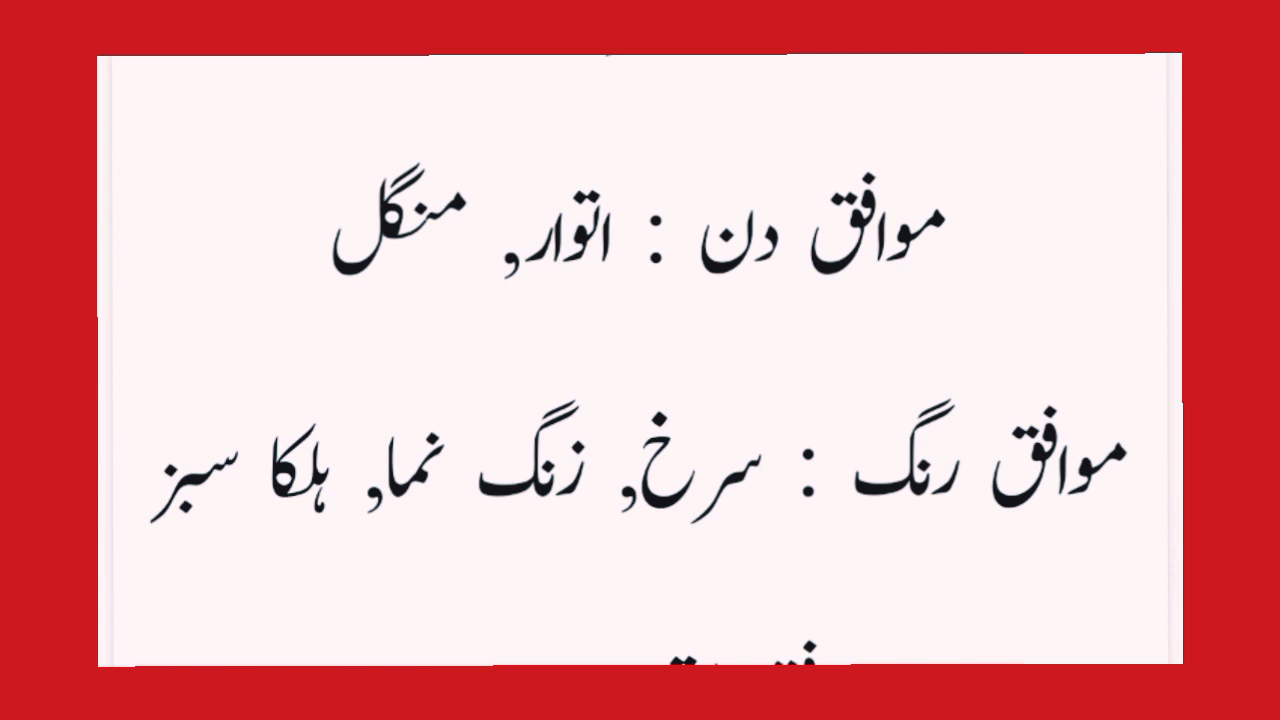 موافق دن : اتوار, منگل
موافق رنگ : سرخ, زنگ نما, ہلکا سبز